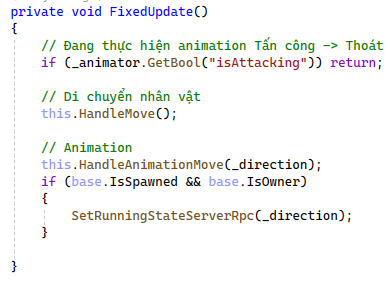 private void FixedUpdate()
{
// Đang thực hiện animation Tấn công -> Thoát
if (_animator.GetBool("isAttacking")) return;
// Di chuyển nhân vật
this.HandleMove();
// Animation
this.HandleAnimationMove(_direction);
if (base.IsSpawned && base.IsOwner)
{
SetRunningStateServerRpc(_direction);
}
}